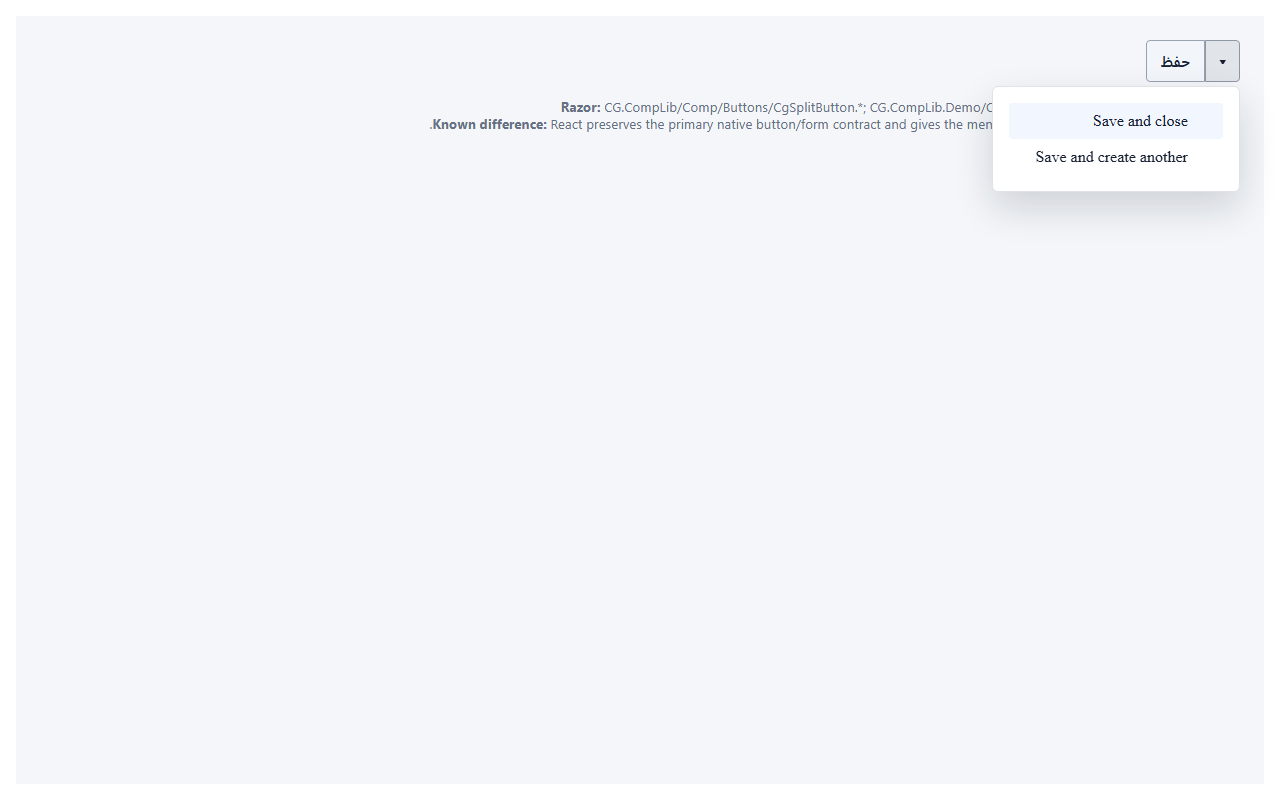 حفظ
Save and close
Save and create another
Razor: CG.CompLib/Comp/Buttons/CgSplitButton.*; CG.CompLib.Demo/
Known difference: React preserves the primary native button/form contract and gives the.